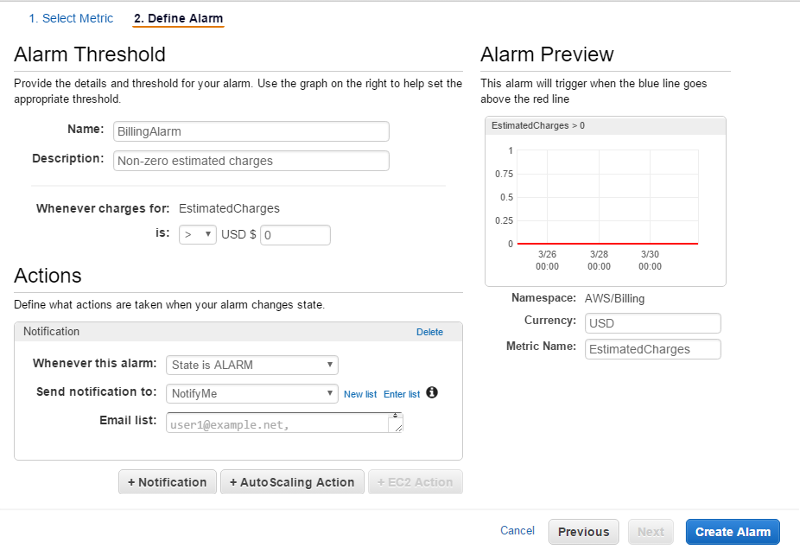 1. Select Metric 2. Define Alarm
Alarm Threshold
Provide the details and threshold for your alarm. Use the graph on the right to help set the
appropriate threshold.
Name: BillingAlarm
Description: Non-zero estimated charges
Whenever charges for: EstimatedCharges
is: > USD $ 0
Actions
Define what actions are taken when your alarm changes state.
Notification Delete
Whenever this alarm: State is ALARM
Send notification to: NotifyMe New list Enter list i
Email list: user1@example.net,
+ Notification + AutoScaling Action + EC2 Action
Alarm Preview
This alarm will trigger when the blue line goes
above the red line
EstimatedCharges > 0
1
0.75
0.5
0.25
0
3/26 3/28 3/30
00:00 00:00 00:00
Namespace: AWS/Billing
Currency: USD
Metric Name: EstimatedCharges
Cancel Previous Next Create Alarm